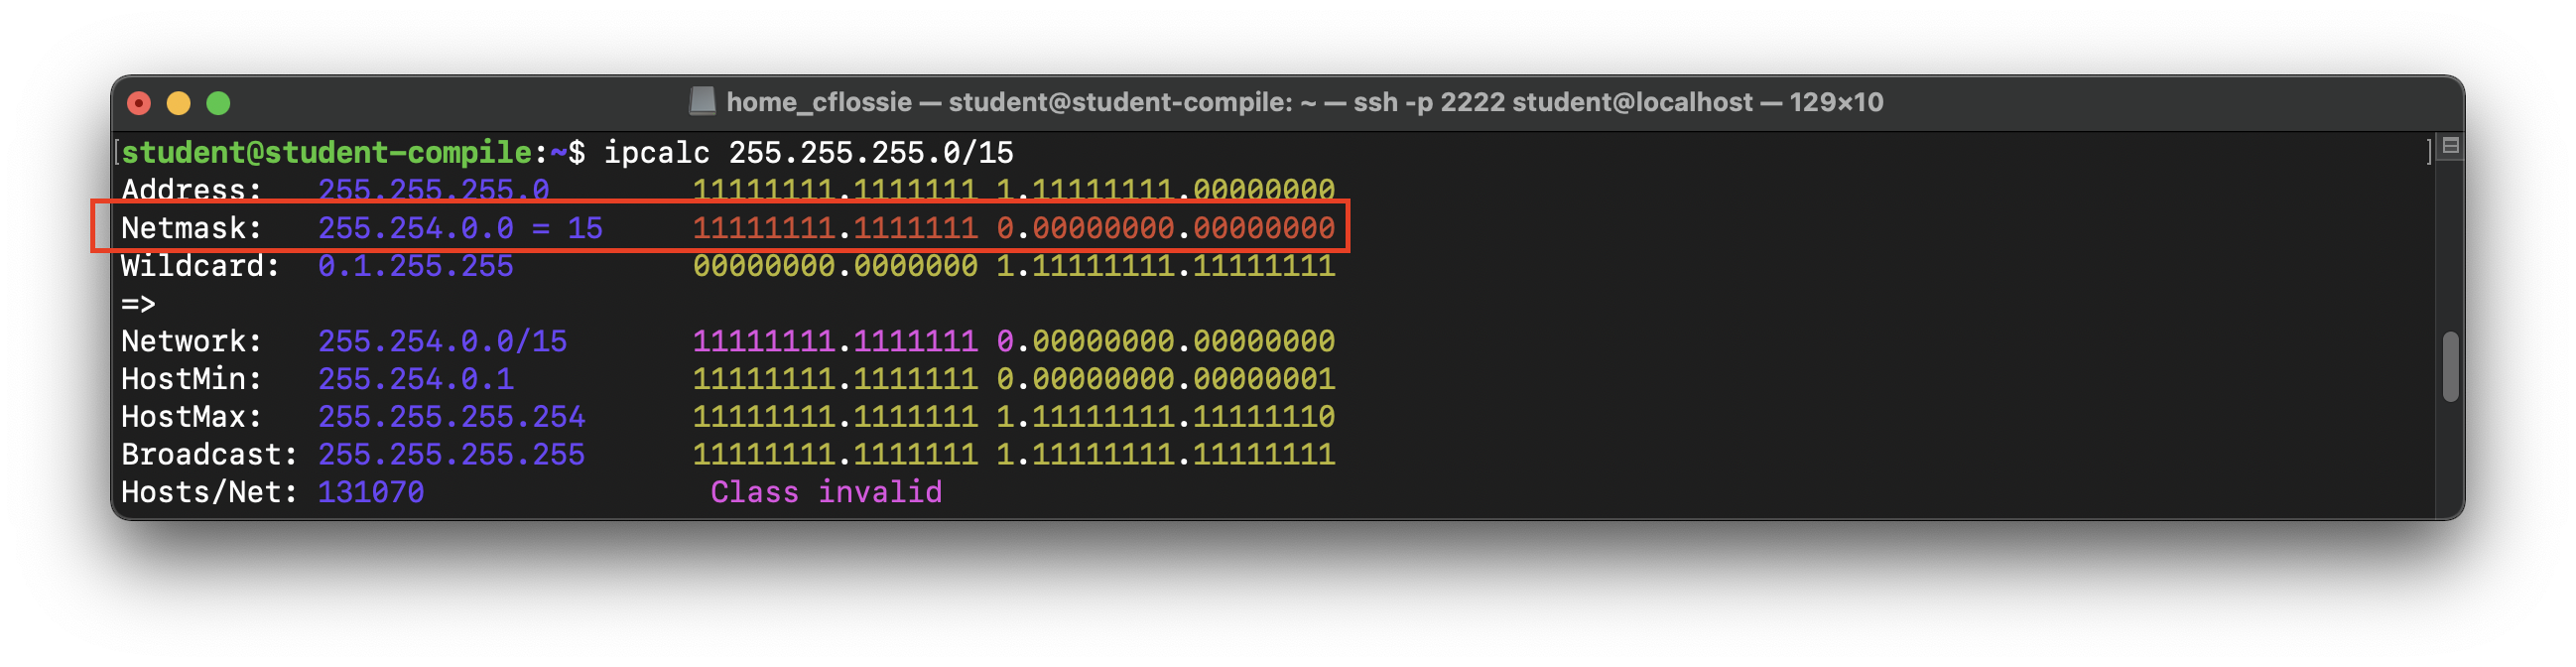 home_cflossie — student@student-compile: ~ — ssh -p 2222 student@localhost — 129×10
[student@student-compile:~$ ipcalc 255.255.255.0/15 ]
Address:   255.255.255.0        11111111.1111111 1.11111111.00000000
Netmask:   255.254.0.0 = 15     11111111.1111111 0.00000000.00000000
Wildcard:  0.1.255.255          00000000.0000000 1.11111111.11111111
=>
Network:   255.254.0.0/15       11111111.1111111 0.00000000.00000000
HostMin:   255.254.0.1          11111111.1111111 0.00000000.00000001
HostMax:   255.255.255.254      11111111.1111111 1.11111111.11111110
Broadcast: 255.255.255.255      11111111.1111111 1.11111111.11111111
Hosts/Net: 131070                Class invalid